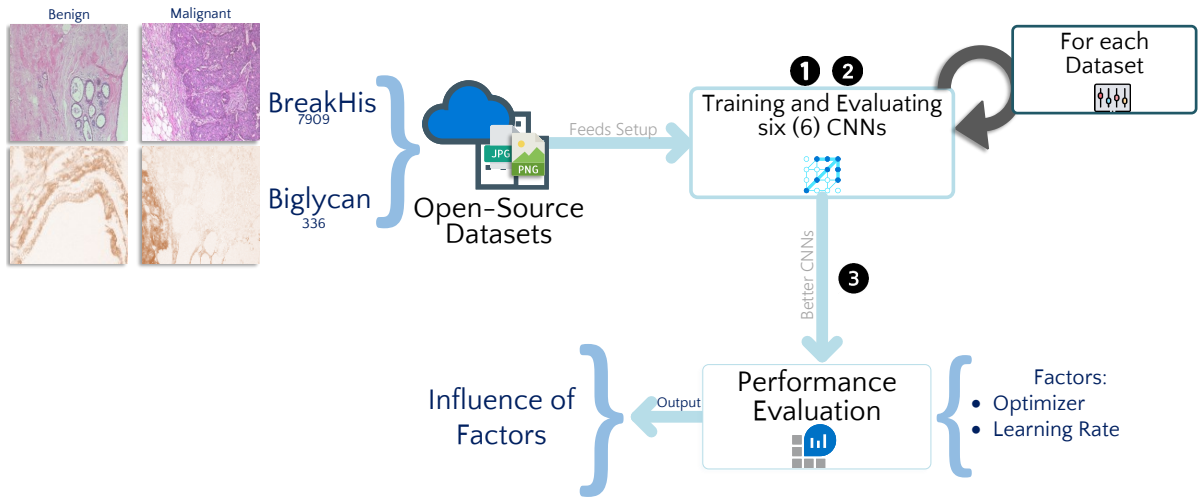 Benign
Malignant
BreakHis
7909
Biglycan
336
JPG
PNG
Open-Source
Datasets
Feeds Setup
1 2
Training and Evaluating
six (6) CNNs
For each
Dataset
Better CNNs
3
Performance
Evaluation
Factors:
• Optimizer
• Learning Rate
Output
Influence of
Factors